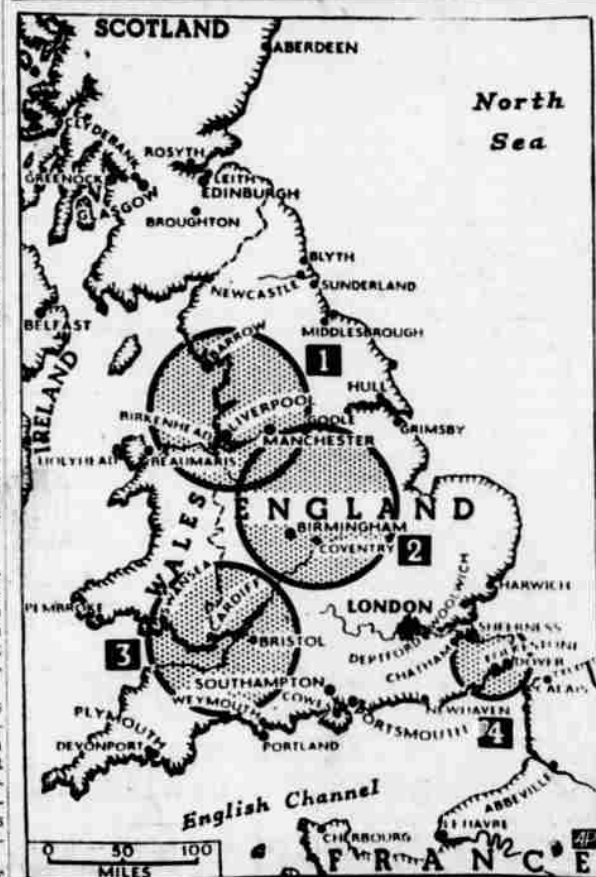 SCOTLAND
ABERDEEN
North
Sea
CLYDEBANK
ROSYTH
GREENOCK
LEITH
EDINBURGH
GLASGOW
BROUGHTON
BLYTH
NEWCASTLE
SUNDERLAND
BELFAST
MIDDLESBROUGH
BARROW
1
IRELAND
HULL
LIVERPOOL
BIRKENHEAD
GOOLE
GRIMSBY
MANCHESTER
HOLYHEAD
BEAUMARIS
ENGLAND
WALES
BIRMINGHAM
COVENTRY
2
SWANSEA
HARWICH
PEMBROKE
CARDIFF
LONDON
WOOLWICH
SHEERNESS
3
BRISTOL
DEPTFORD
CHATHAM
FOLKESTONE
DOVER
SOUTHAMPTON
CALAIS
COWES
WEYMOUTH
NEWHAVEN
PORTSMOUTH
4
PLYMOUTH
DEVONPORT
PORTLAND
English Channel
ABBEVILLE
LE HAVRE
CHERBOURG
AP
0 50 100
MILES
FRANCE